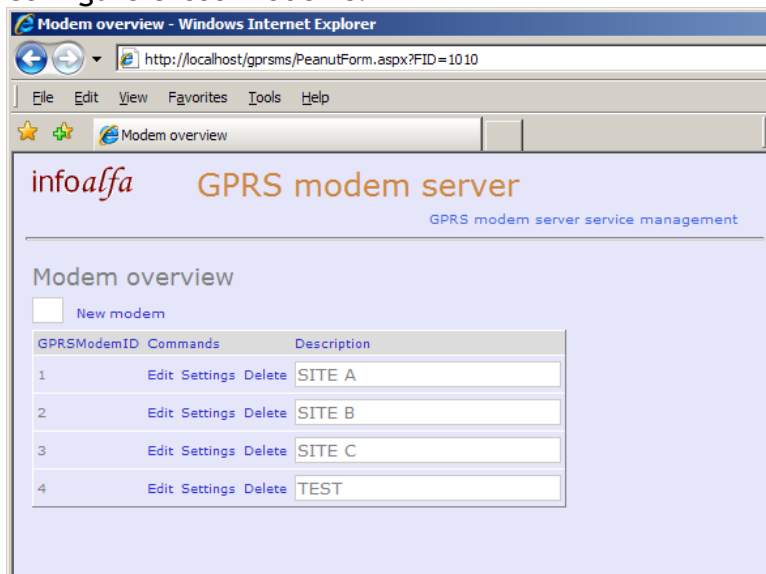 Modem overview - Windows Internet Explorer
http://localhost/gprsms/PeanutForm.aspx?FID=1010
File Edit View Favorites Tools Help
Modem overview
infoalfa GPRS modem server
GPRS modem server service management
Modem overview
New modem
GPRSModemID Commands Description
1 Edit Settings Delete SITE A
2 Edit Settings Delete SITE B
3 Edit Settings Delete SITE C
4 Edit Settings Delete TEST